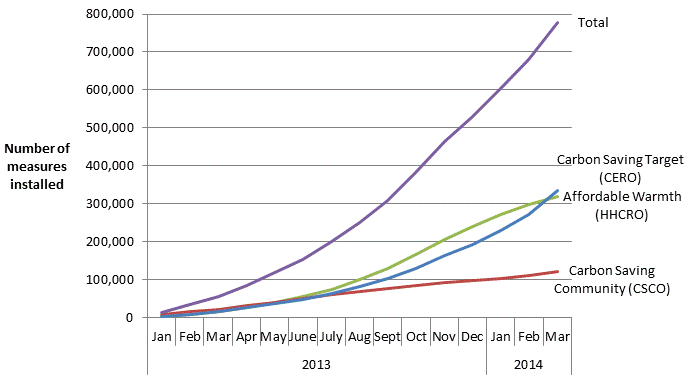 800,000
Total
700,000
600,000
500,000
Number of
measures
installed
400,000
Carbon Saving Target
(CERO)
300,000
Affordable Warmth
(HHCRO)
200,000
100,000
Carbon Saving
Community (CSCO)
0
Jan Feb Mar Apr May June July Aug Sept Oct Nov Dec Jan Feb Mar
2013 2014